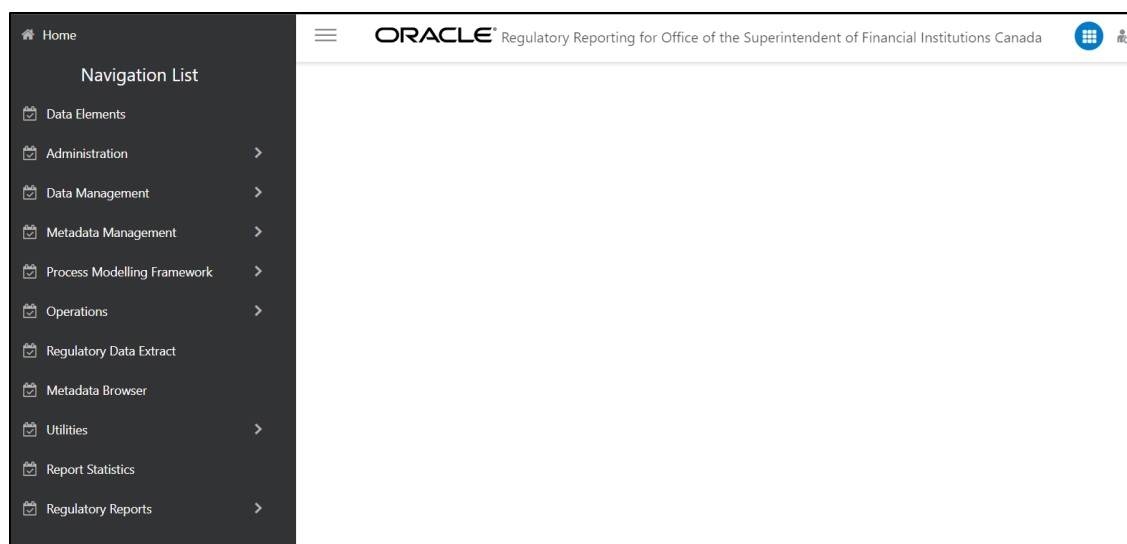 Home
ORACLE® Regulatory Reporting for Office of the Superintendent of Financial Institutions Canada
Navigation List
Data Elements
Administration
Data Management
Metadata Management
Process Modelling Framework
Operations
Regulatory Data Extract
Metadata Browser
Utilities
Report Statistics
Regulatory Reports